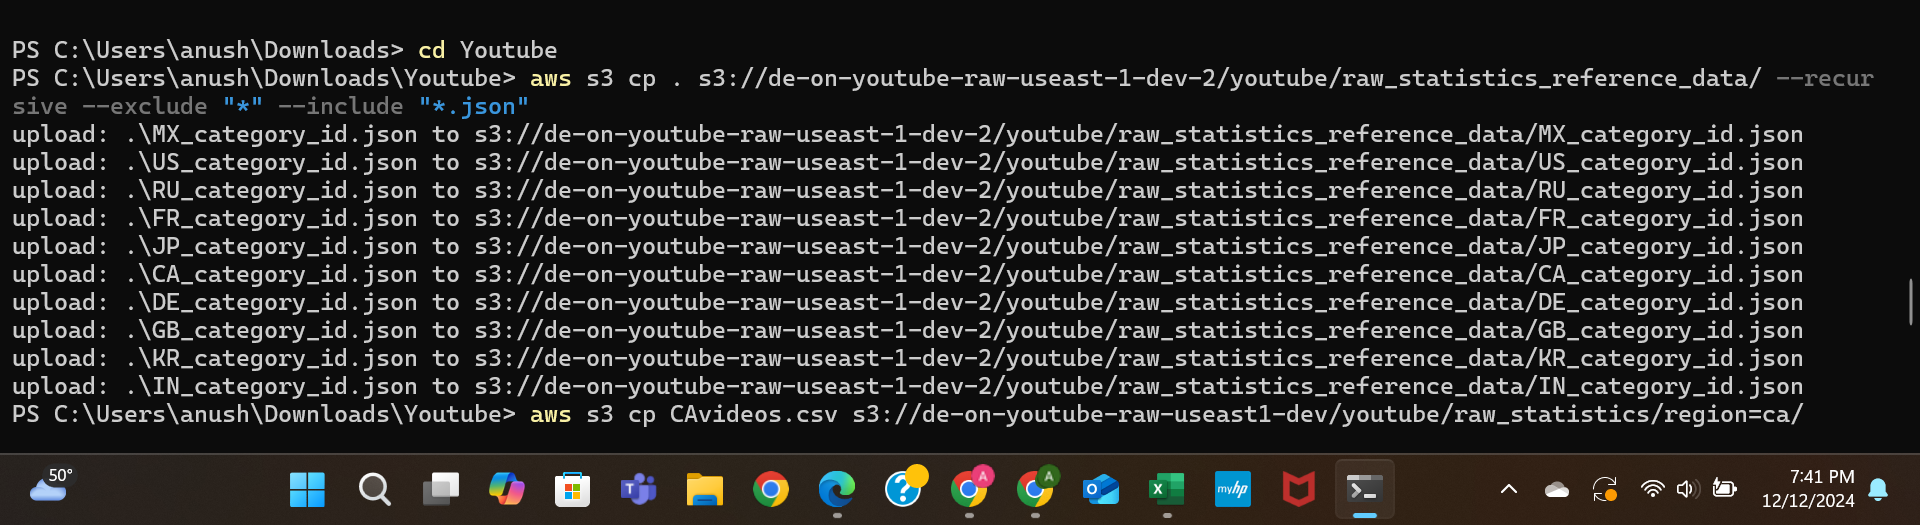 PS C:\Users\anush\Downloads> cd Youtube
PS C:\Users\anush\Downloads\Youtube> aws s3 cp . s3://de-on-youtube-raw-useast-1-dev-2/youtube/raw_statistics_reference_data/ --recur
sive --exclude "*" --include "*.json"
upload: .\MX_category_id.json to s3://de-on-youtube-raw-useast-1-dev-2/youtube/raw_statistics_reference_data/MX_category_id.json
upload: .\US_category_id.json to s3://de-on-youtube-raw-useast-1-dev-2/youtube/raw_statistics_reference_data/US_category_id.json
upload: .\RU_category_id.json to s3://de-on-youtube-raw-useast-1-dev-2/youtube/raw_statistics_reference_data/RU_category_id.json
upload: .\FR_category_id.json to s3://de-on-youtube-raw-useast-1-dev-2/youtube/raw_statistics_reference_data/FR_category_id.json
upload: .\JP_category_id.json to s3://de-on-youtube-raw-useast-1-dev-2/youtube/raw_statistics_reference_data/JP_category_id.json
upload: .\CA_category_id.json to s3://de-on-youtube-raw-useast-1-dev-2/youtube/raw_statistics_reference_data/CA_category_id.json
upload: .\DE_category_id.json to s3://de-on-youtube-raw-useast-1-dev-2/youtube/raw_statistics_reference_data/DE_category_id.json
upload: .\GB_category_id.json to s3://de-on-youtube-raw-useast-1-dev-2/youtube/raw_statistics_reference_data/GB_category_id.json
upload: .\KR_category_id.json to s3://de-on-youtube-raw-useast-1-dev-2/youtube/raw_statistics_reference_data/KR_category_id.json
upload: .\IN_category_id.json to s3://de-on-youtube-raw-useast-1-dev-2/youtube/raw_statistics_reference_data/IN_category_id.json
PS C:\Users\anush\Downloads\Youtube> aws s3 cp CAvideos.csv s3://de-on-youtube-raw-useast1-dev/youtube/raw_statistics/region=ca/
50°
T
?
A
A
O
X
myhp
7:41 PM
12/12/2024